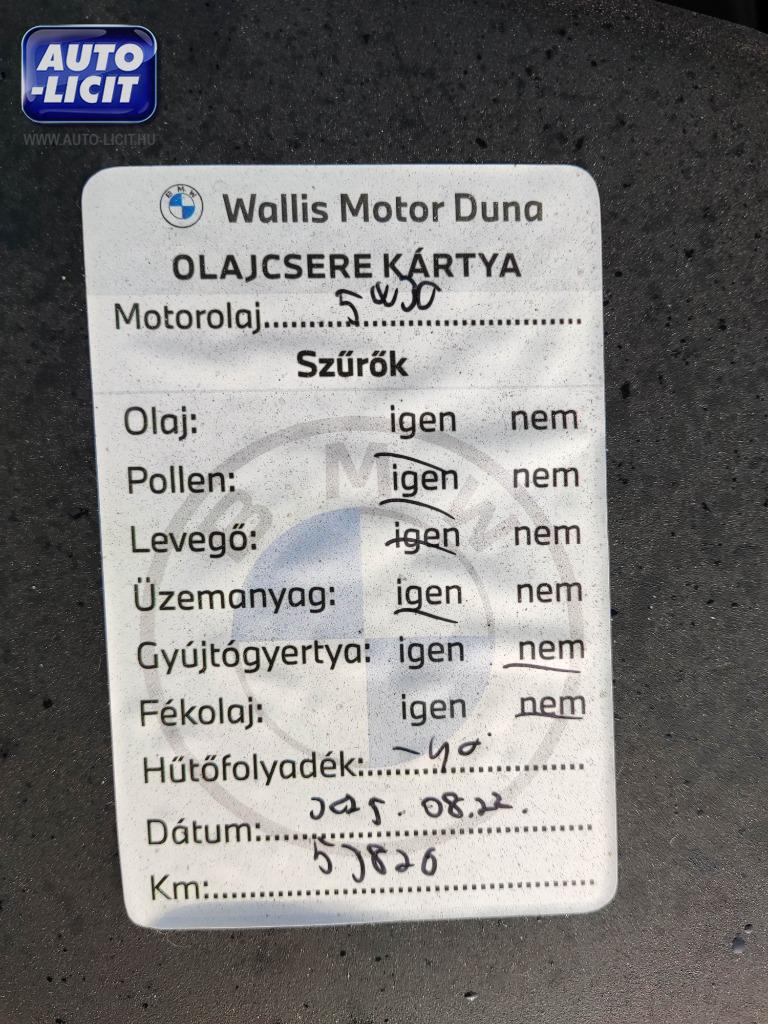 AUTO
-LICIT
WWW.AUTO-LICIT.HU
BMW Wallis Motor Duna
OLAJCSERE KÁRTYA
Motorolaj.......5W30.......
Szűrők
Olaj: igen nem
Pollen: igen nem
Levegő: igen nem
Üzemanyag: igen nem
Gyújtógyertya: igen nem
Fékolaj: igen nem
Hűtőfolyadék:.......-40°.......
Dátum:.......2025.08.22.......
Km:..............